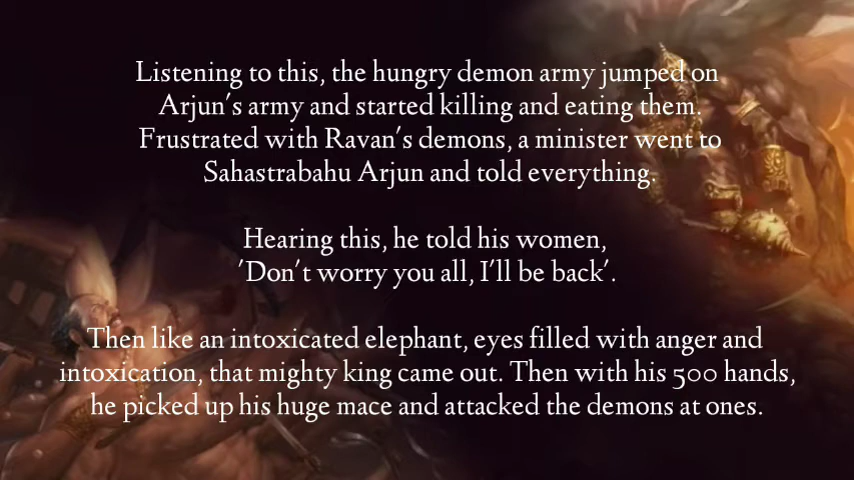 Listening to this, the hungry demon army jumped on
Arjun's army and started killing and eating them.
Frustrated with Ravan's demons, a minister went to
Sahastrabahu Arjun and told everything.
Hearing this, he told his women,
'Don't worry you all, I'll be back'.
Then like an intoxicated elephant, eyes filled with anger and
intoxication, that mighty king came out. Then with his 500 hands,
he picked up his huge mace and attacked the demons at ones.